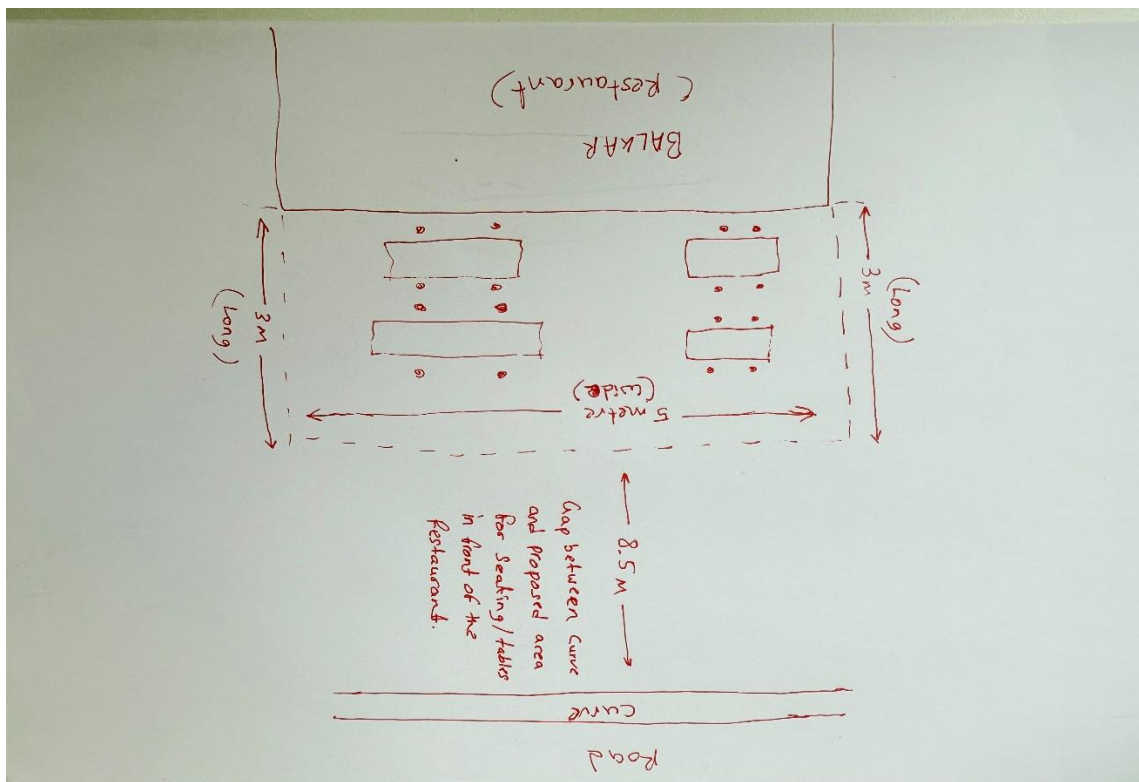 (Restaurant)
BALKAR
3M
(Long)
3M
(Long)
5 metre
(wide)
8.5 M
Gap between Curve
and proposed area
for seating/tables
in front of the
Restaurant.
Curve
Road